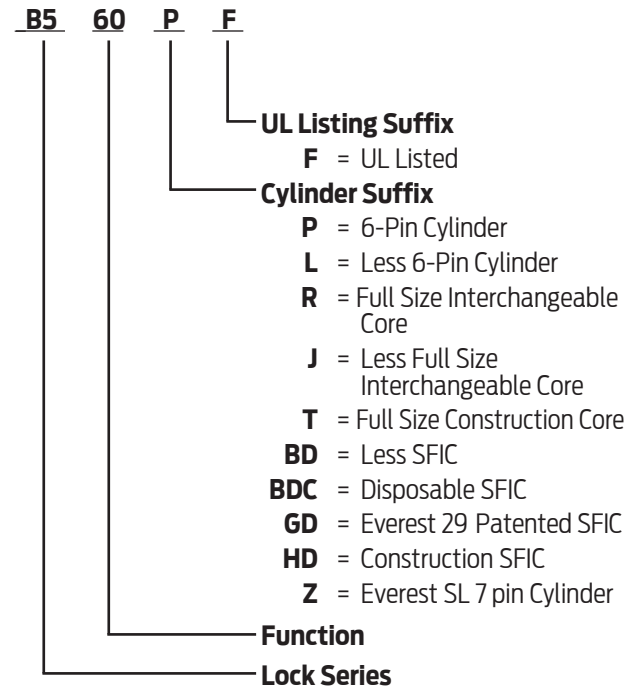 B5 60 P F
UL Listing Suffix
F = UL Listed
Cylinder Suffix
P = 6-Pin Cylinder
L = Less 6-Pin Cylinder
R = Full Size Interchangeable
Core
J = Less Full Size
Interchangeable Core
T = Full Size Construction Core
BD = Less SFIC
BDC = Disposable SFIC
GD = Everest 29 Patented SFIC
HD = Construction SFIC
Z = Everest SL 7 pin Cylinder
Function
Lock Series